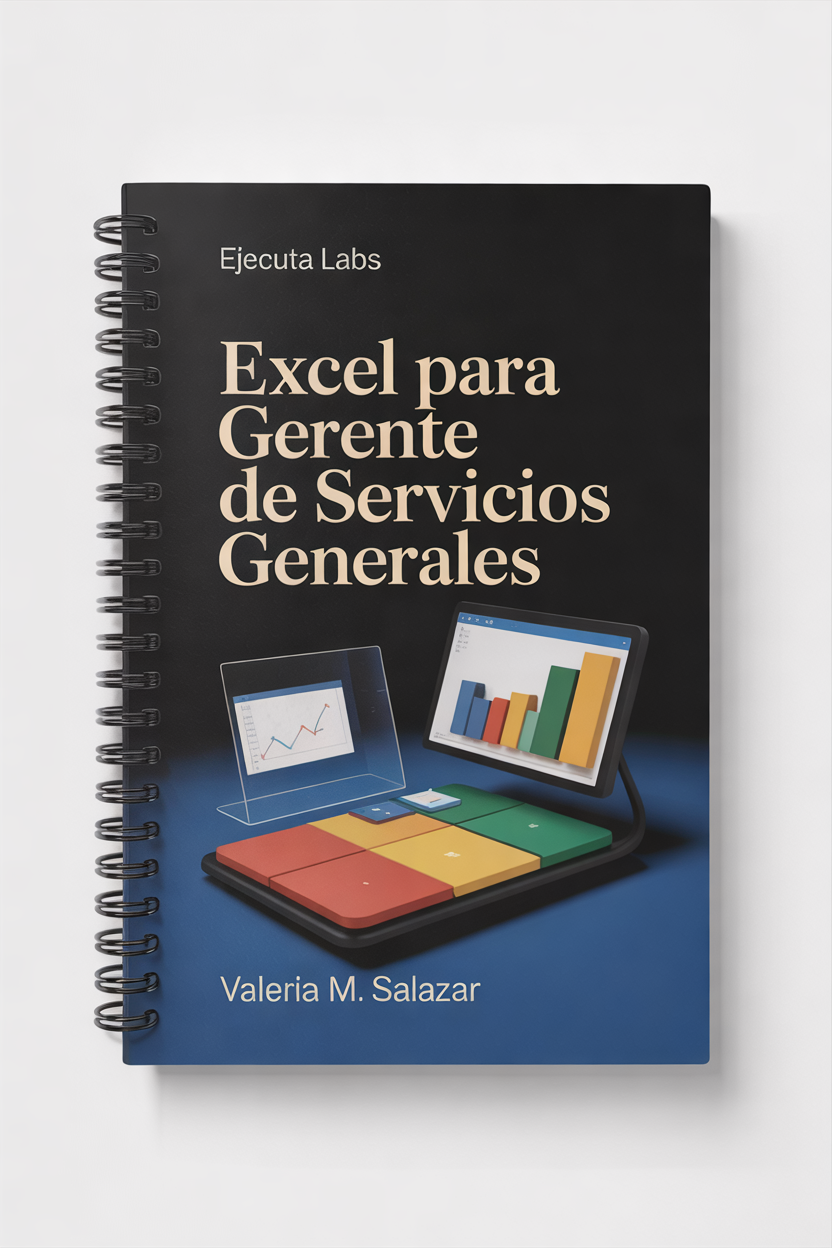 Ejecuta Labs
Excel para
Gerente
de Servicios
Generales
Valeria M. Salazar